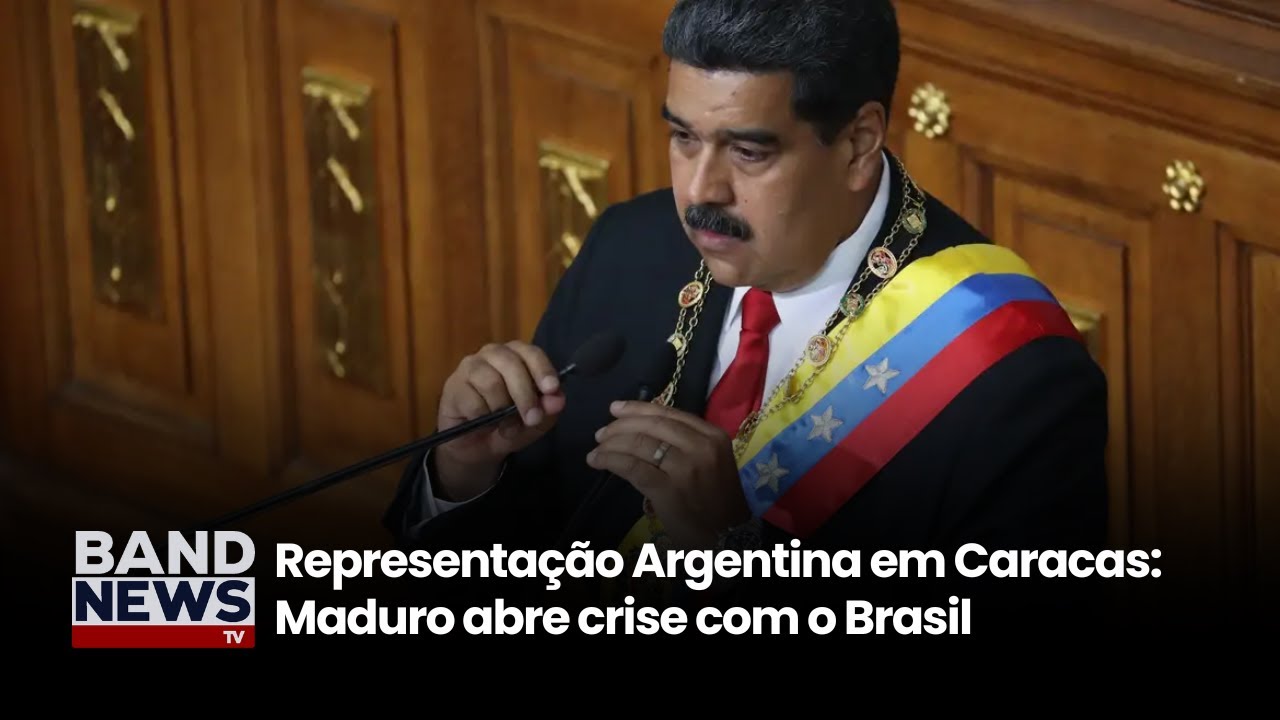 BAND
NEWS
TV
Representação Argentina em Caracas:
Maduro abre crise com o Brasil